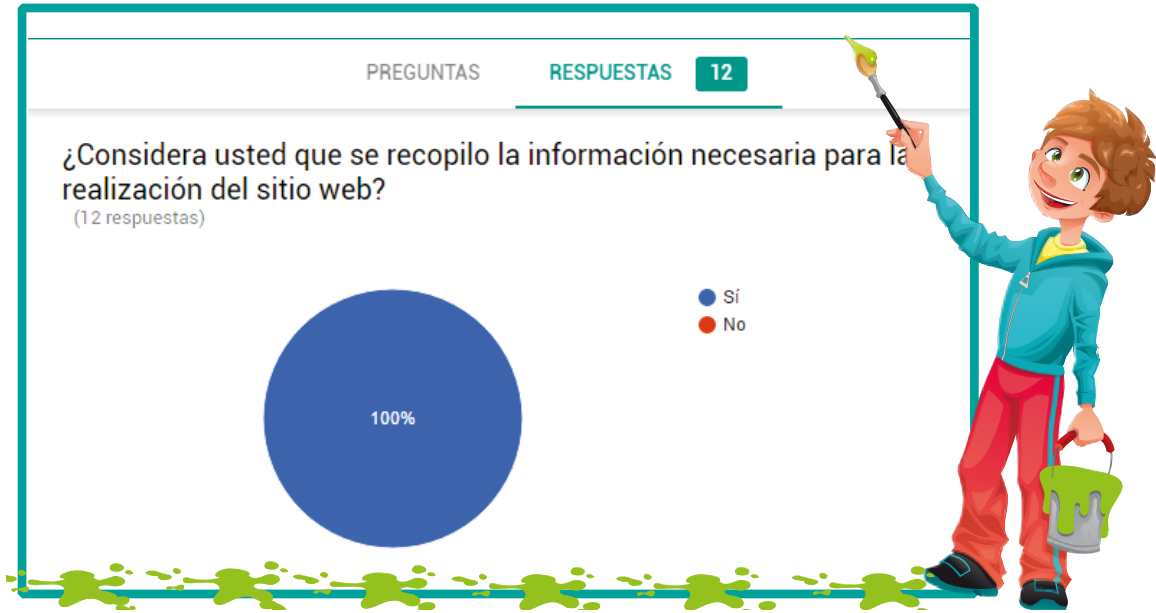 PREGUNTAS RESPUESTAS 12
¿Considera usted que se recopilo la información necesaria para la
realización del sitio web?
(12 respuestas)
Sí
No
100%